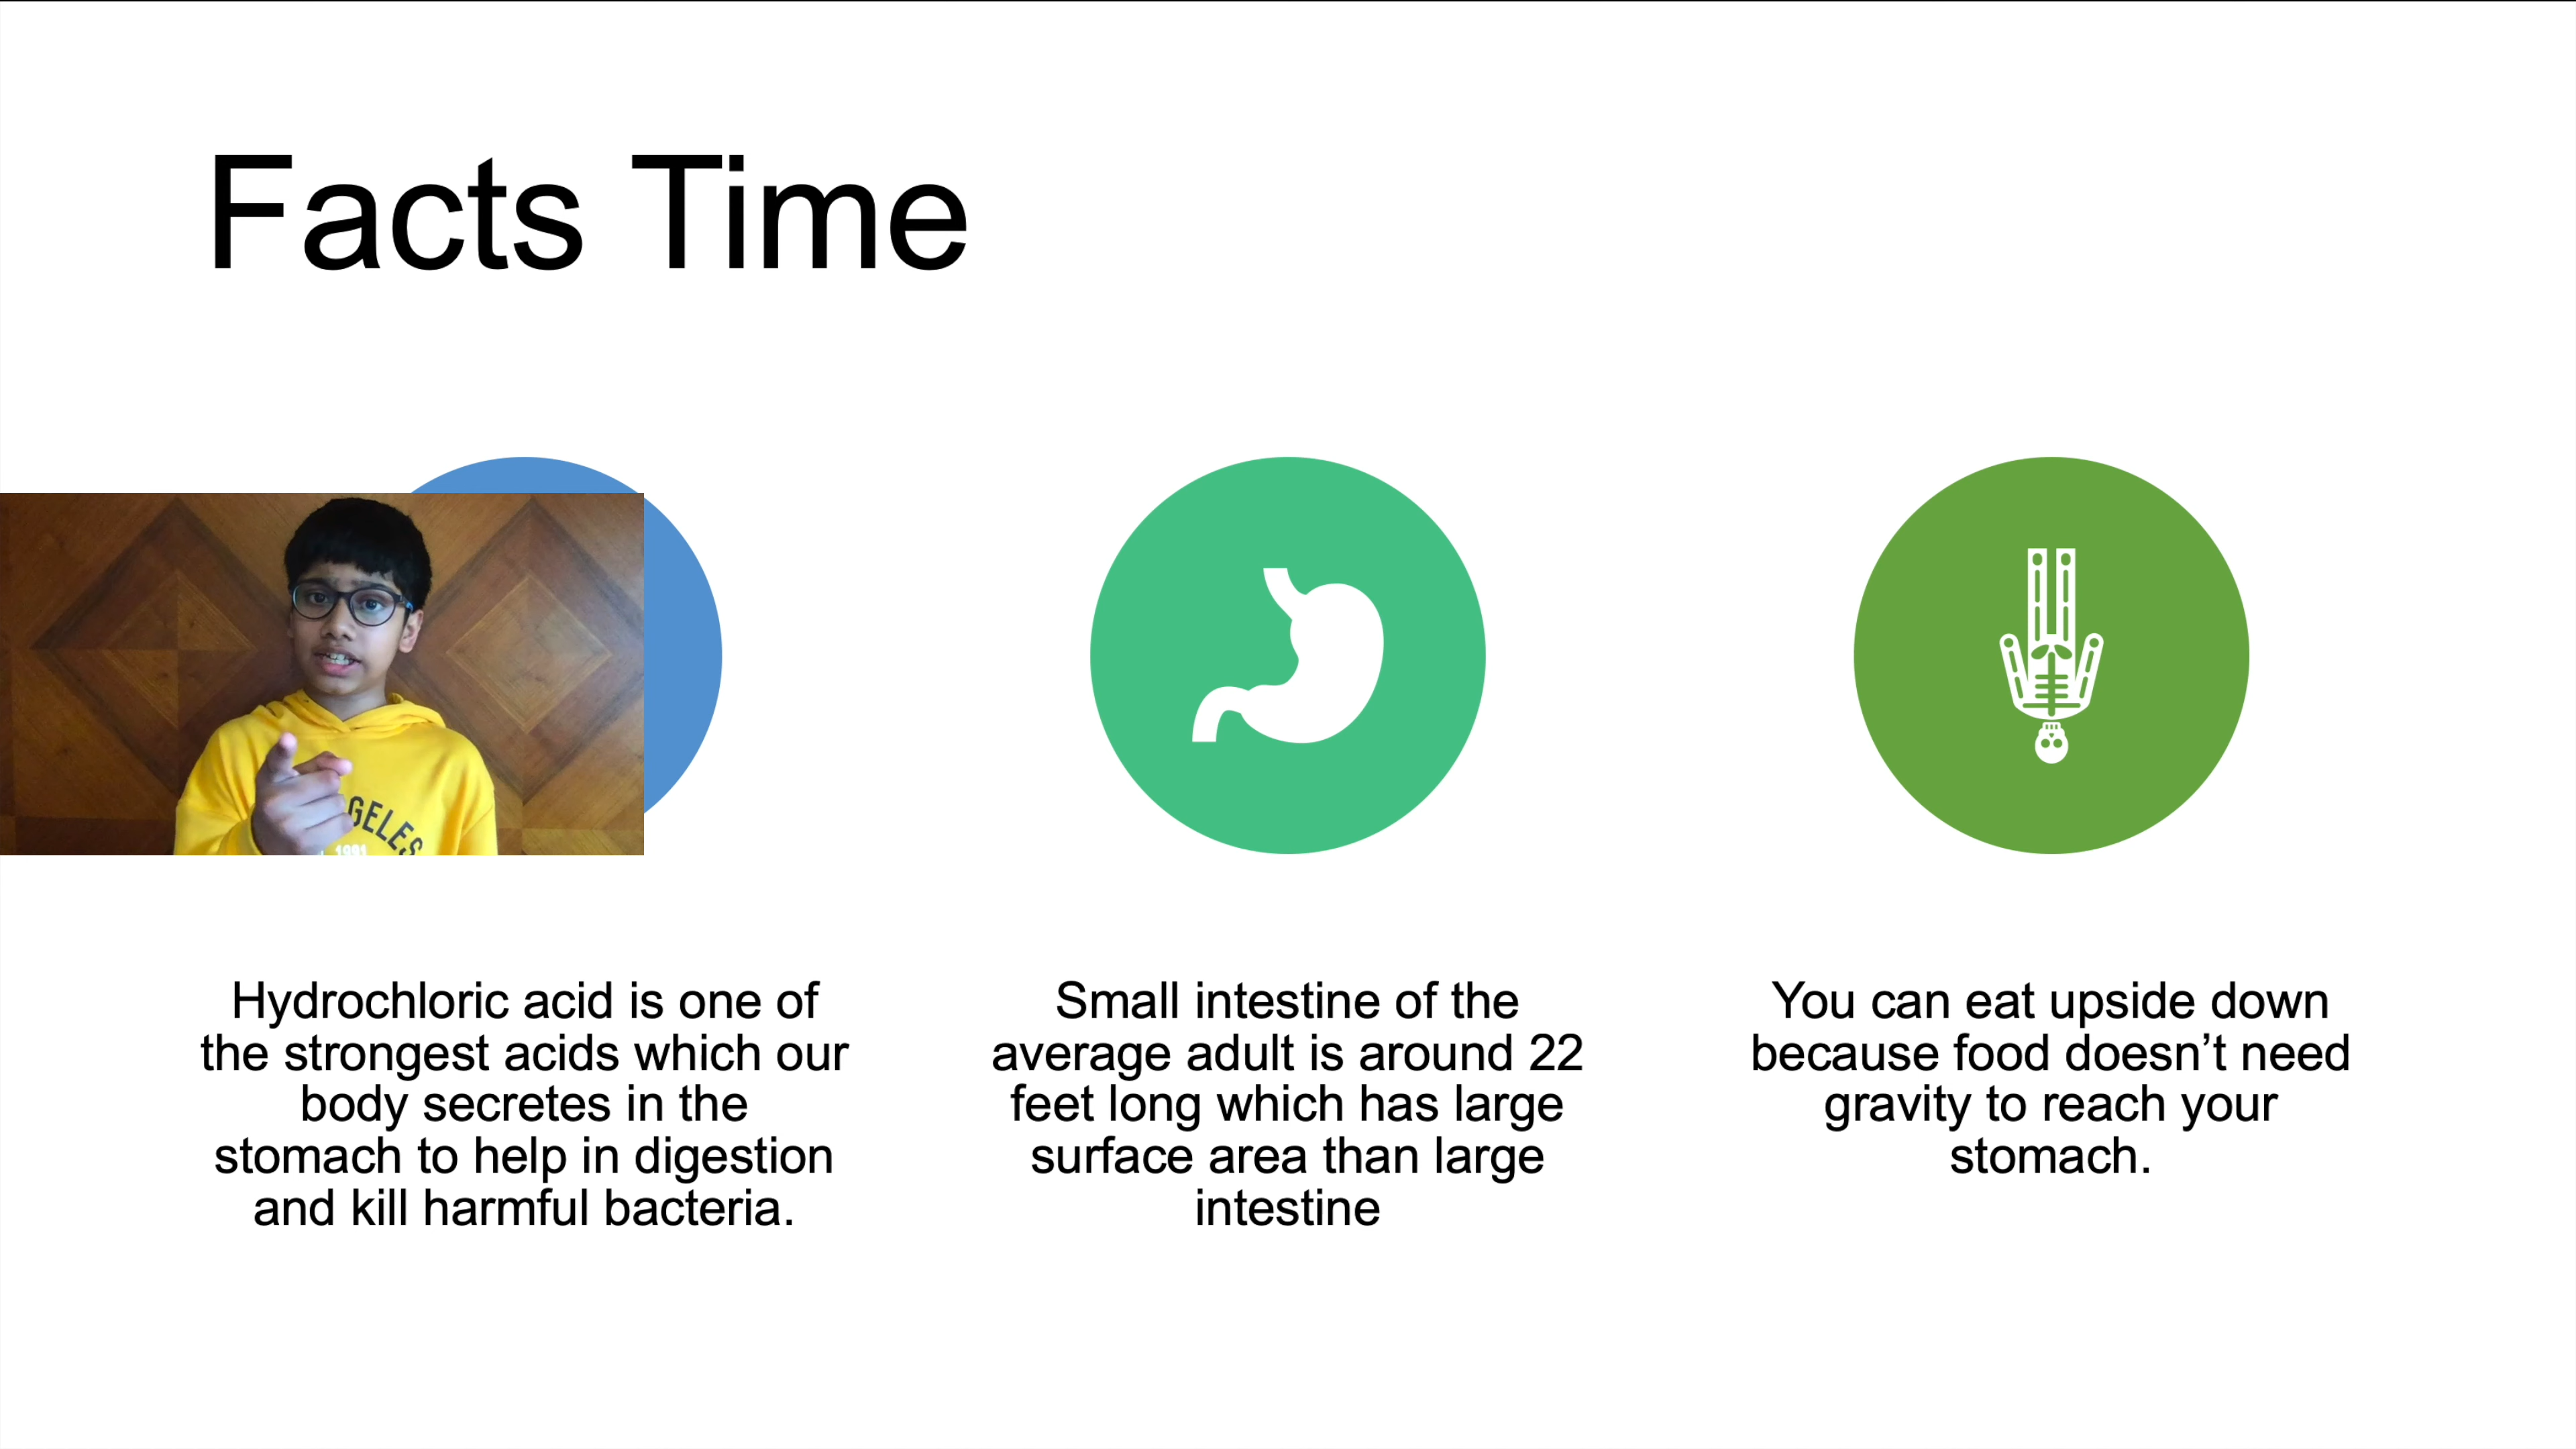 Facts Time
GELES
1991
Hydrochloric acid is one of
the strongest acids which our
body secretes in the
stomach to help in digestion
and kill harmful bacteria.
Small intestine of the
average adult is around 22
feet long which has large
surface area than large
intestine
You can eat upside down
because food doesn’t need
gravity to reach your
stomach.